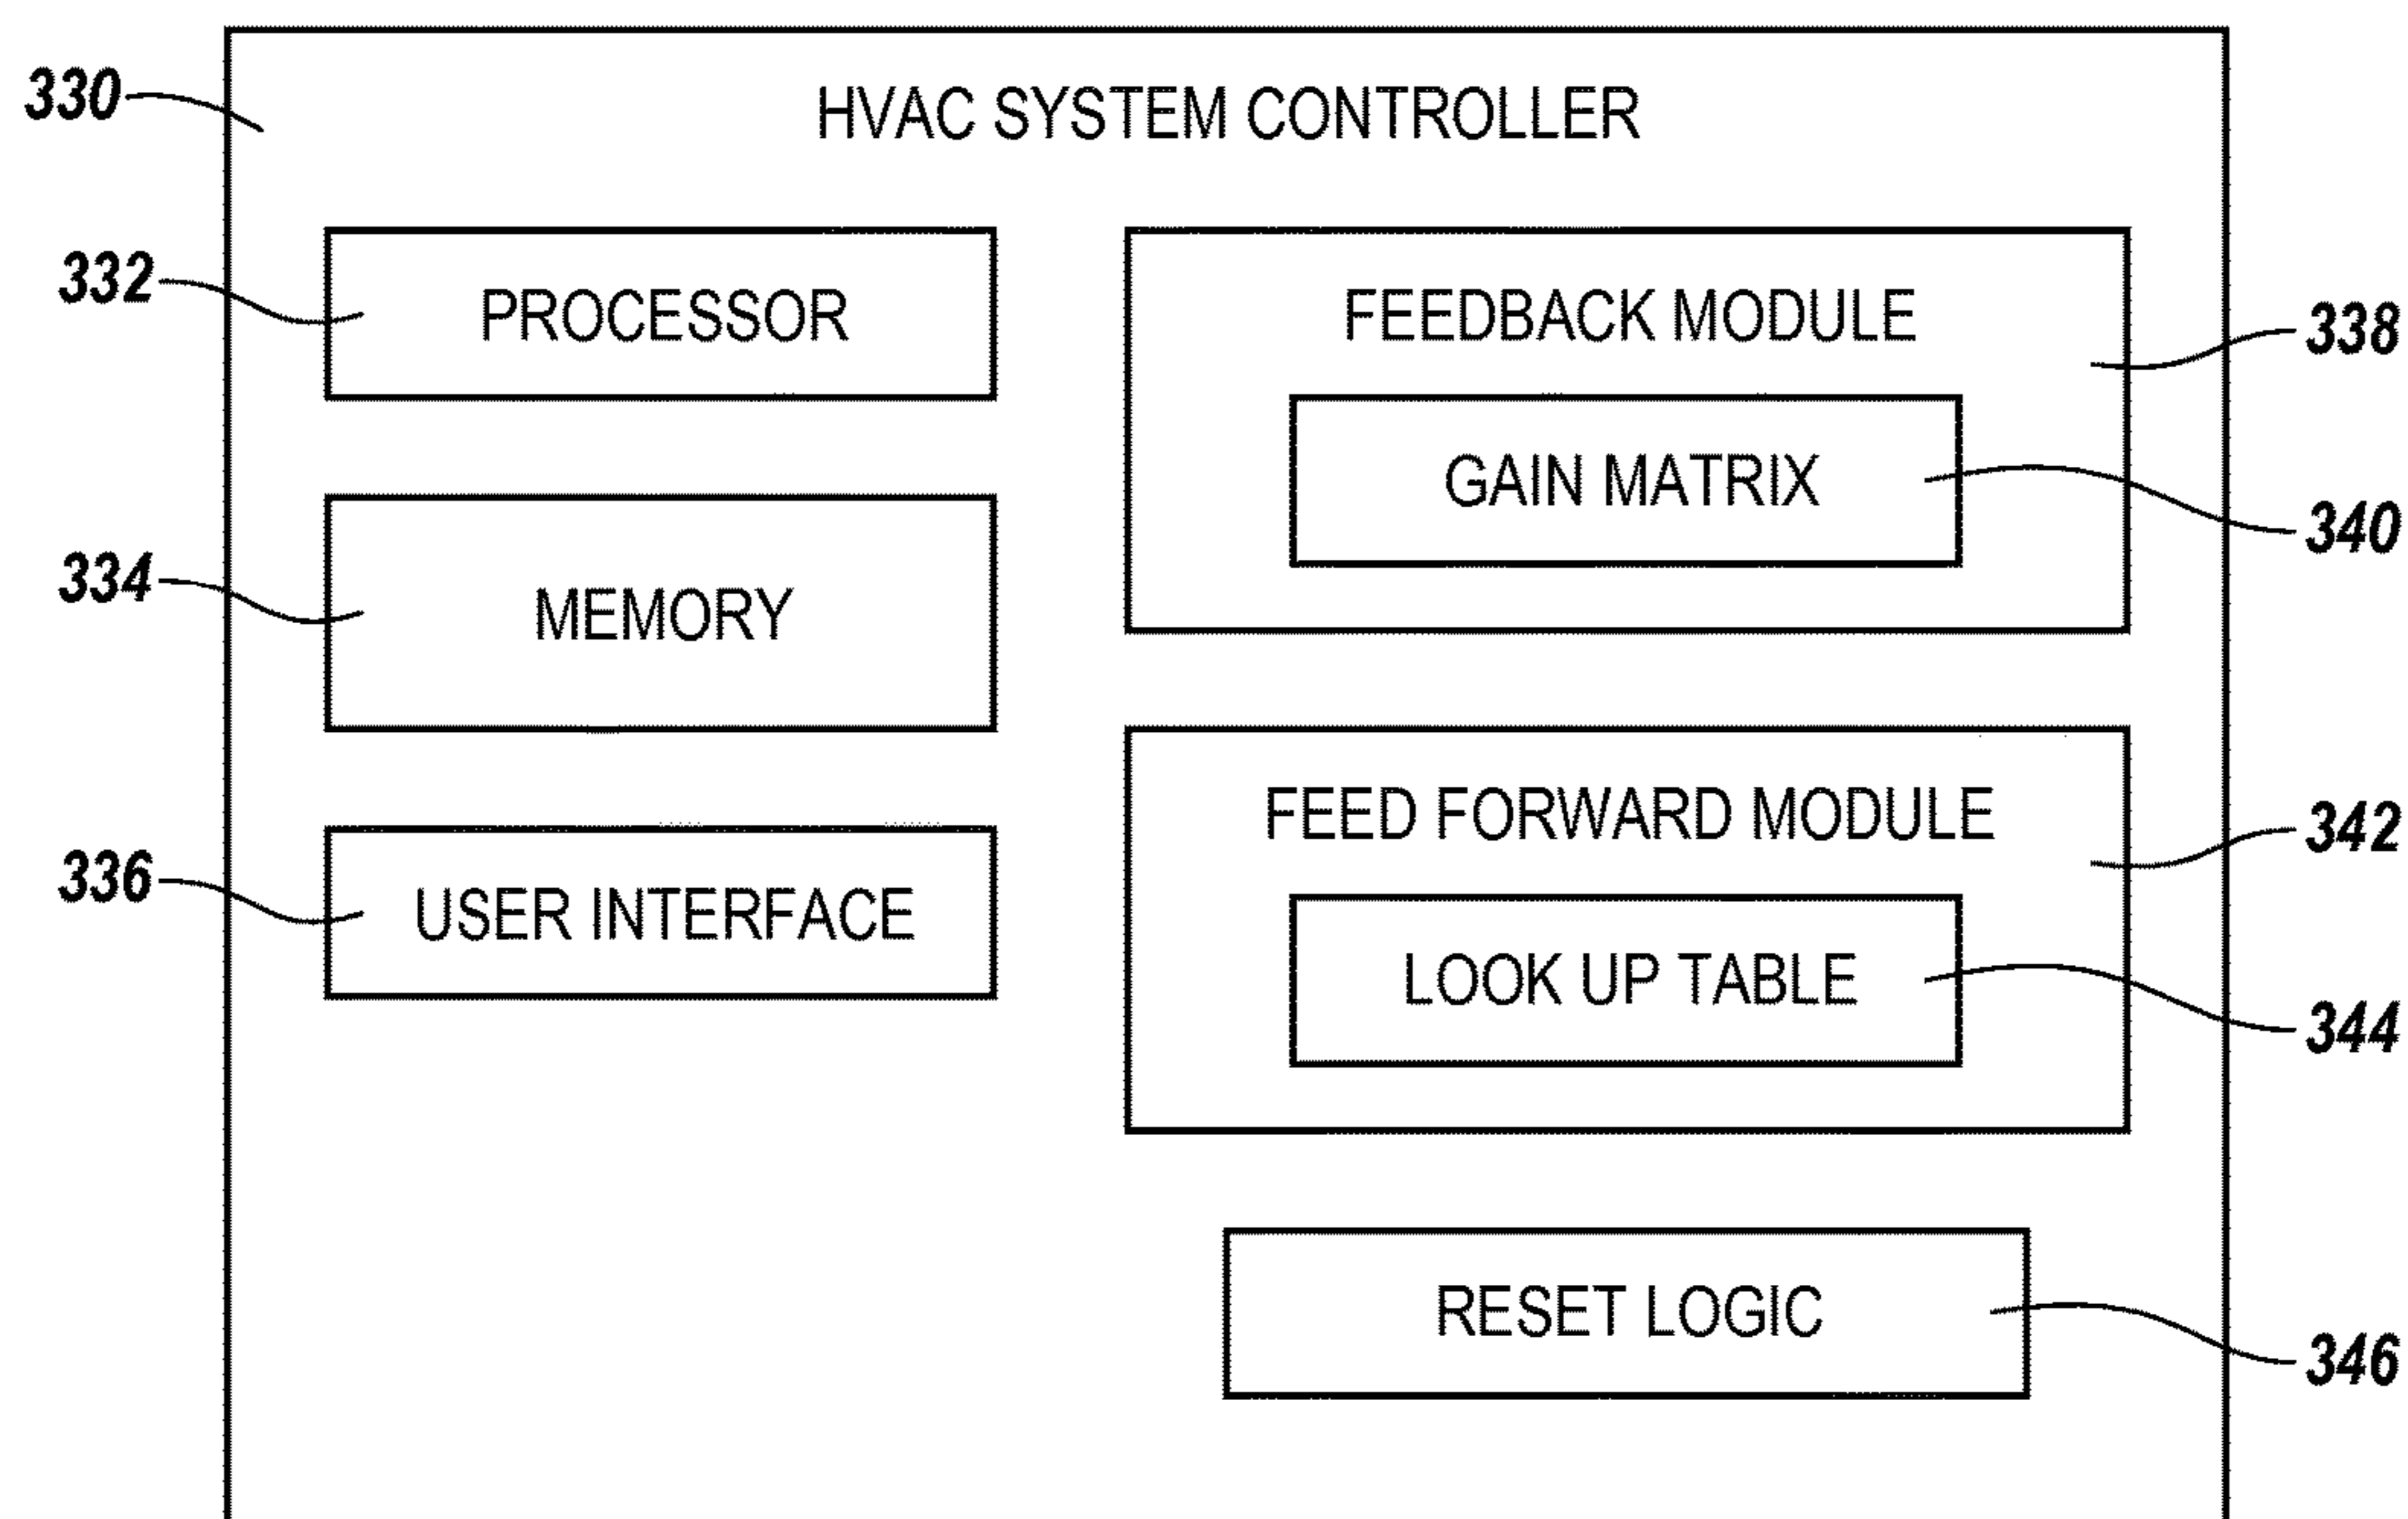 330
HVAC SYSTEM CONTROLLER
332
PROCESSOR
334
MEMORY
336
USER INTERFACE
FEEDBACK MODULE
338
GAIN MATRIX
340
FEED FORWARD MODULE
342
LOOK UP TABLE
344
RESET LOGIC
346